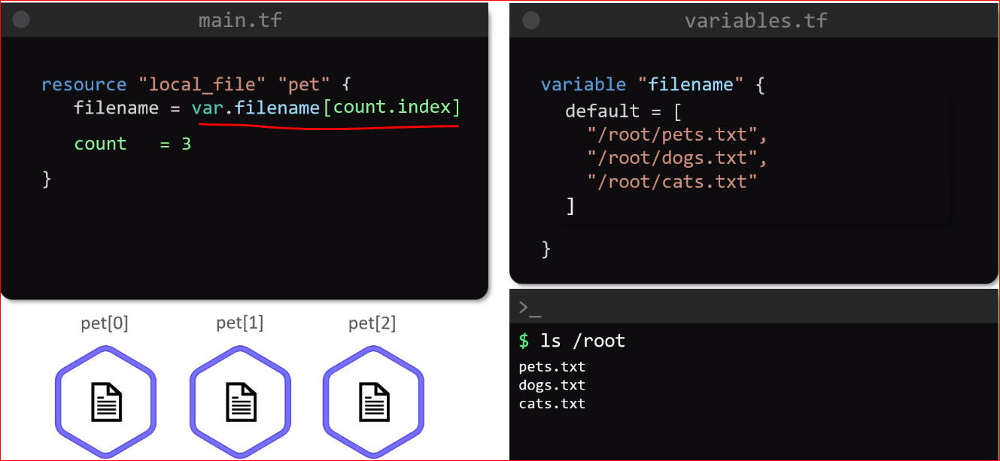 main.tf
resource "local_file" "pet" {
filename = var.filename[count.index]
count = 3
}
pet[0]
pet[1]
pet[2]
variables.tf
variable "filename" {
default = [
"/root/pets.txt",
"/root/dogs.txt",
"/root/cats.txt"
]
}
>_
$ ls /root
pets.txt
dogs.txt
cats.txt